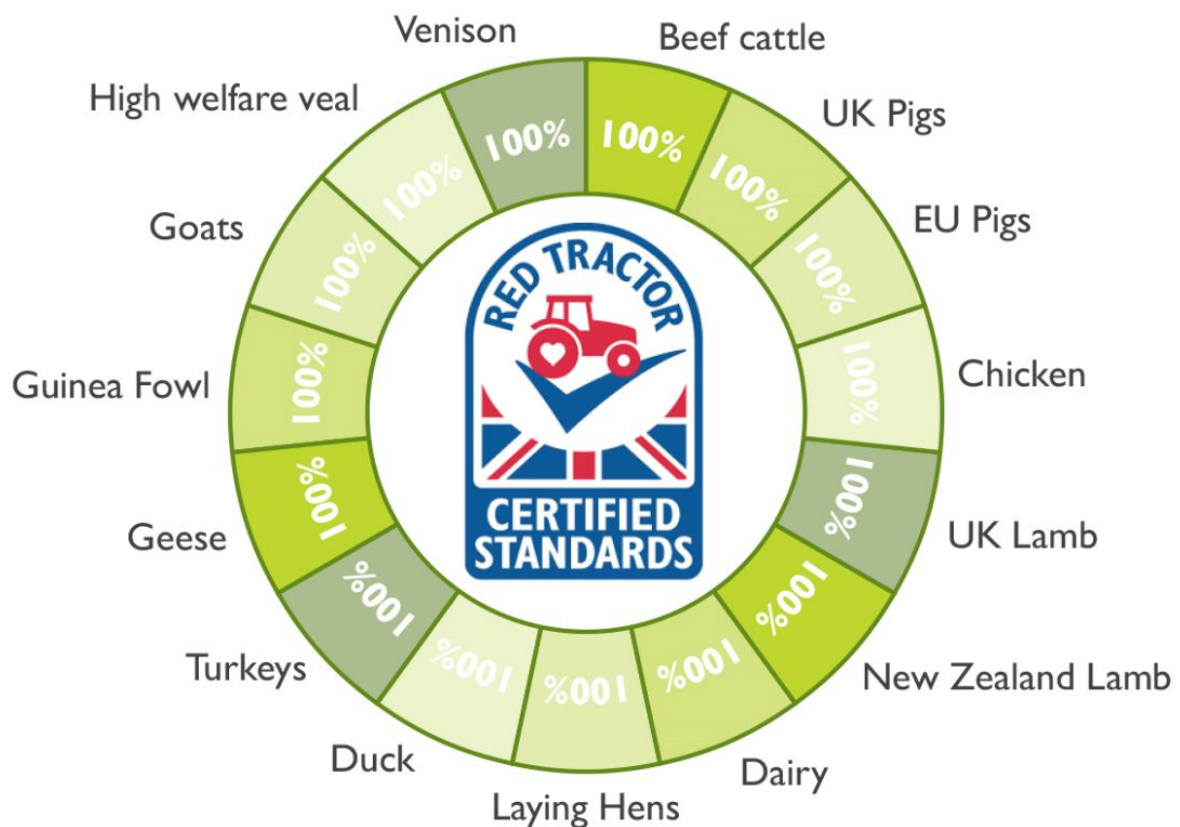 Venison
Beef cattle
High welfare veal
UK Pigs
100%
100%
100%
100%
Goats
EU Pigs
100%
100%
RED TRACTOR
Guinea Fowl
100%
100%
Chicken
Geese
100%
100%
UK Lamb
CERTIFIED
STANDARDS
Turkeys
100%
100%
New Zealand Lamb
100%
100%
100%
Duck
Dairy
Laying Hens